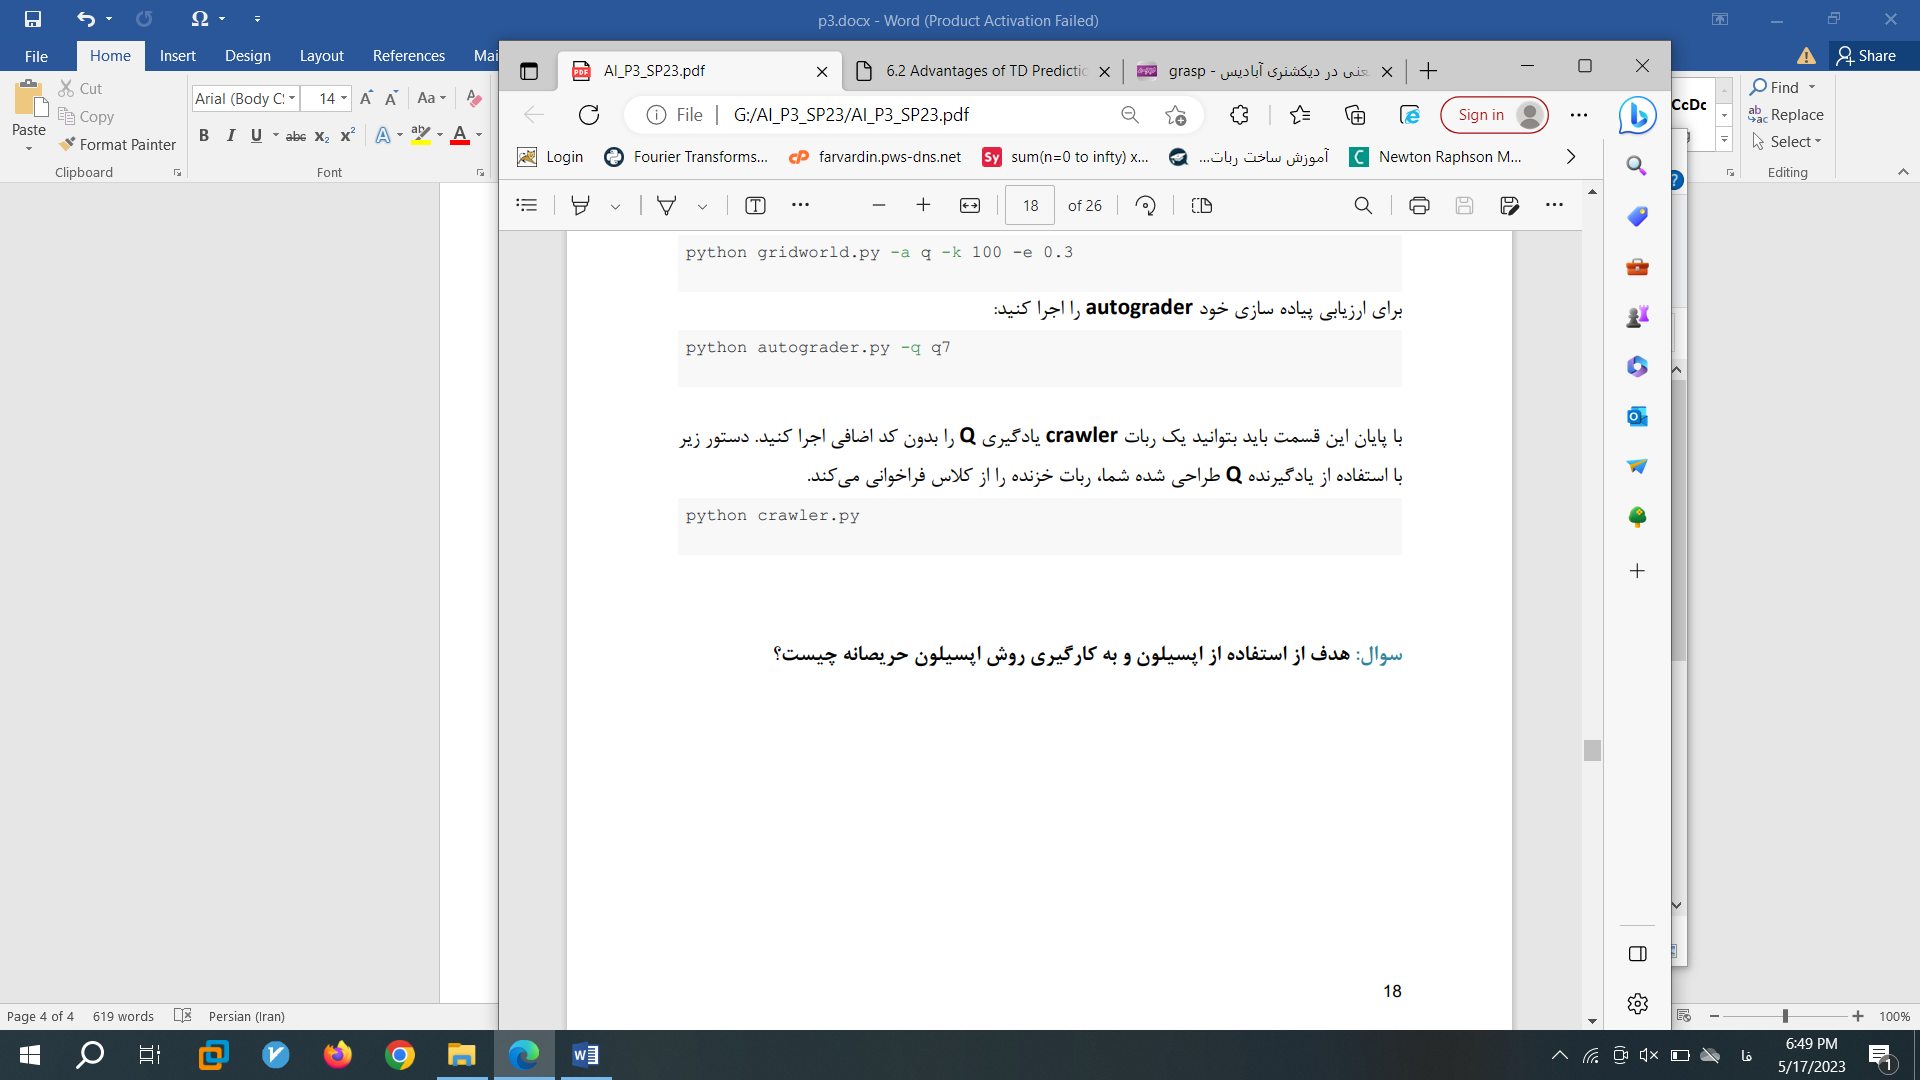 p3.docx - Word (Product Activation Failed)
File
Home
Insert
Design
Layout
References
Share
Paste
Cut
Copy
Format Painter
Clipboard
Arial (Body
14
Font
Find
Replace
Select
Editing
AI_P3_SP23.pdf
6.2 Advantages of TD Predictic
grasp - معنی در دیکشنری آبادیس
File
G:/AI_P3_SP23/AI_P3_SP23.pdf
Sign in
Login
Fourier Transforms...
farvardin.pws-dns.net
sum(n=0 to infty) x...
آموزش ساخت ربات...
Newton Raphson M...
18
of 26
python gridworld.py -a q -k 100 -e 0.3
برای ارزیابی پیاده سازی خود autograder را اجرا کنید:
python autograder.py -q q7
با پایان این قسمت باید بتوانید یک ربات crawler یادگیری Q را بدون کد اضافی اجرا کنید. دستور زیر
با استفاده از یادگیرنده Q طراحی شده شما، ربات خزنده را از کلاس فراخوانی می‌کند.
python crawler.py
سوال: هدف از استفاده از اپسیلون و به کارگیری روش اپسیلون حریصانه چیست؟
18
Page 4 of 4
619 words
Persian (Iran)
100%
فا
6:49 PM
5/17/2023
1